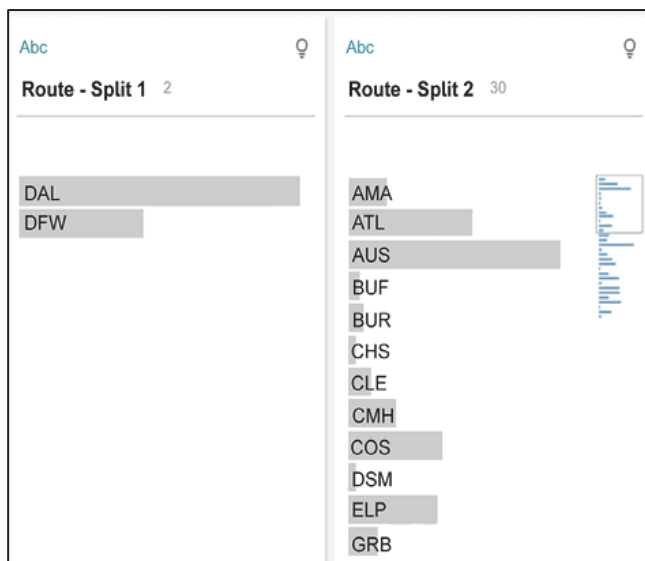 Abc
Route - Split 1 2
DAL
DFW
Abc
Route - Split 2 30
AMA
ATL
AUS
BUF
BUR
CHS
CLE
CMH
COS
DSM
ELP
GRB